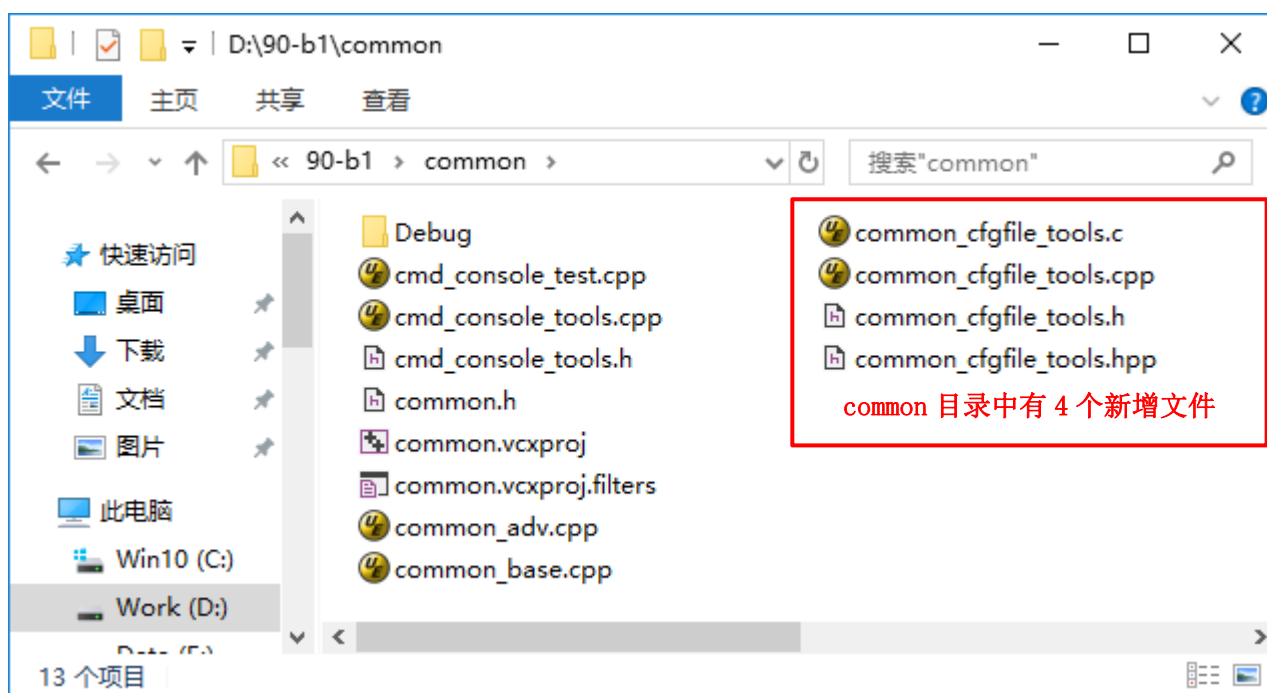 D:\90-b1\common
文件 主页 共享 查看
« 90-b1 › common ›
搜索"common"
快速访问
桌面
下载
文档
图片
此电脑
Win10 (C:)
Work (D:)
Debug
cmd_console_test.cpp
cmd_console_tools.cpp
cmd_console_tools.h
common.h
common.vcxproj
common.vcxproj.filters
common_adv.cpp
common_base.cpp
common_cfgfile_tools.c
common_cfgfile_tools.cpp
common_cfgfile_tools.h
common_cfgfile_tools.hpp
common 目录中有 4 个新增文件
13 个项目